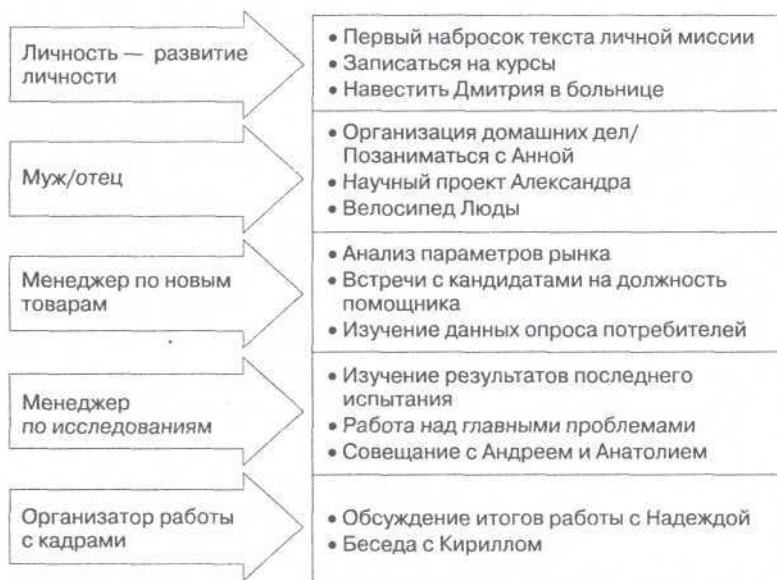 Личность — развитие
личности
• Первый набросок текста личной миссии
• Записаться на курсы
• Навестить Дмитрия в больнице
Муж/отец
• Организация домашних дел/
Позаниматься с Анной
• Научный проект Александра
• Велосипед Люды
Менеджер по новым
товарам
• Анализ параметров рынка
• Встречи с кандидатами на должность
помощника
• Изучение данных опроса потребителей
Менеджер
по исследованиям
• Изучение результатов последнего
испытания
• Работа над главными проблемами
• Совещание с Андреем и Анатолием
Организатор работы
с кадрами
• Обсуждение итогов работы с Надеждой
• Беседа с Кириллом